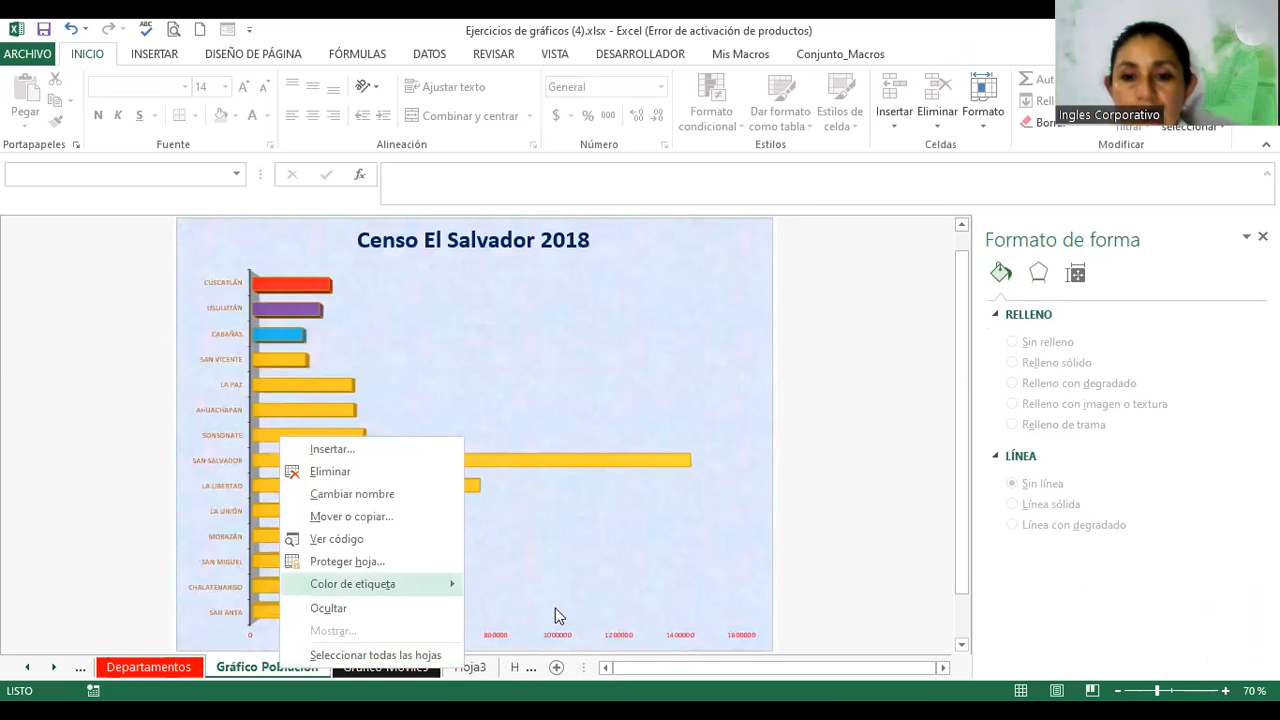 Ejercicios de gráficos (4).xlsx - Excel (Error de activación de productos)
ARCHIVO INICIO INSERTAR DISEÑO DE PÁGINA FÓRMULAS DATOS REVISAR VISTA DESARROLLADOR Mis Macros Conjunto_Macros
Pegar
14
Ajustar texto
Combinar y centrar
General
Formato condicional
Dar formato como tabla
Estilos de celda
Insertar
Eliminar
Formato
Portapapeles Fuente Alineación Número Estilos Celdas Modificar
Ingles Corporativo
Censo El Salvador 2018
CUSCATLÁN
USULUTÁN
CABAÑAS
SAN VICENTE
LA PAZ
AHUACHAPAN
SONSONATE
SAN SALVADOR
LA LIBERTAD
LA UNIÓN
MORAZÁN
SAN MIGUEL
CHALATENANGO
SAN ANTA
0 800000 1000000 1200000 1400000 1600000
Insertar...
Eliminar
Cambiar nombre
Mover o copiar...
Ver código
Proteger hoja...
Color de etiqueta
Ocultar
Mostrar...
Seleccionar todas las hojas
Formato de forma
RELLENO
Sin relleno
Relleno sólido
Relleno con degradado
Relleno con imagen o textura
Relleno de trama
LÍNEA
Sin línea
Línea sólida
Línea con degradado
... Departamentos Gráfico Población Gráfico Móviles Hoja3 H ...
LISTO
70 %